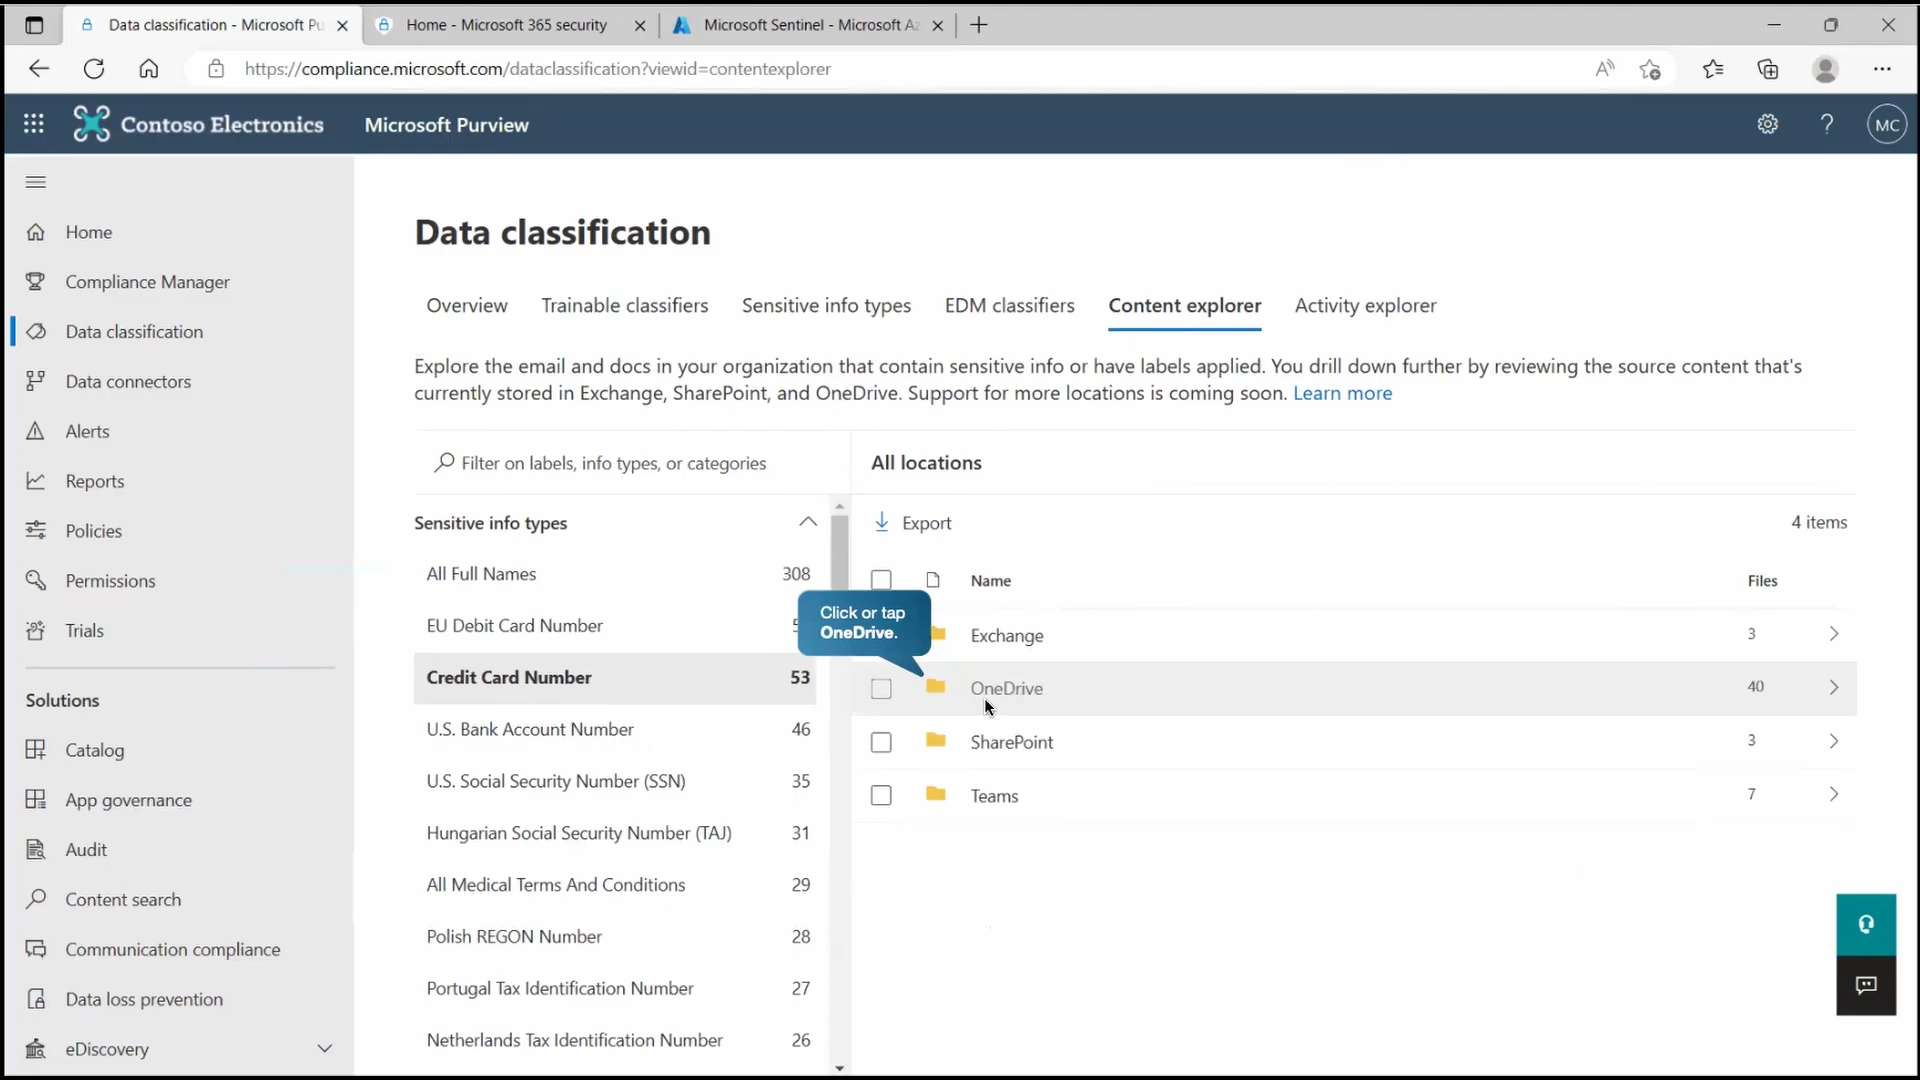 Data classification - Microsoft Pu
Home - Microsoft 365 security
Microsoft Sentinel - Microsoft Az
https://compliance.microsoft.com/dataclassification?viewid=contentexplorer
Contoso Electronics
Microsoft Purview
MC
Home
Compliance Manager
Data classification
Data connectors
Alerts
Reports
Policies
Permissions
Trials
Solutions
Catalog
App governance
Audit
Content search
Communication compliance
Data loss prevention
eDiscovery
Data classification
Overview
Trainable classifiers
Sensitive info types
EDM classifiers
Content explorer
Activity explorer
Explore the email and docs in your organization that contain sensitive info or have labels applied. You drill down further by reviewing the source content that's
currently stored in Exchange, SharePoint, and OneDrive. Support for more locations is coming soon. Learn more
Filter on labels, info types, or categories
Sensitive info types
All Full Names 308
EU Debit Card Number
Credit Card Number 53
U.S. Bank Account Number 46
U.S. Social Security Number (SSN) 35
Hungarian Social Security Number (TAJ) 31
All Medical Terms And Conditions 29
Polish REGON Number 28
Portugal Tax Identification Number 27
Netherlands Tax Identification Number 26
All locations
Export
4 items
Name Files
Click or tap
OneDrive.
Exchange 3
OneDrive 40
SharePoint 3
Teams 7